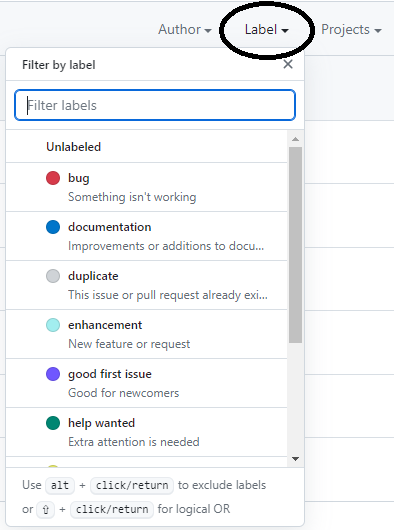 Author Label Projects
Filter by label
Filter labels
Unlabeled
bug
Something isn't working
documentation
Improvements or additions to docu...
duplicate
This issue or pull request already exi...
enhancement
New feature or request
good first issue
Good for newcomers
help wanted
Extra attention is needed
Use alt + click/return to exclude labels
or ⇧ + click/return for logical OR